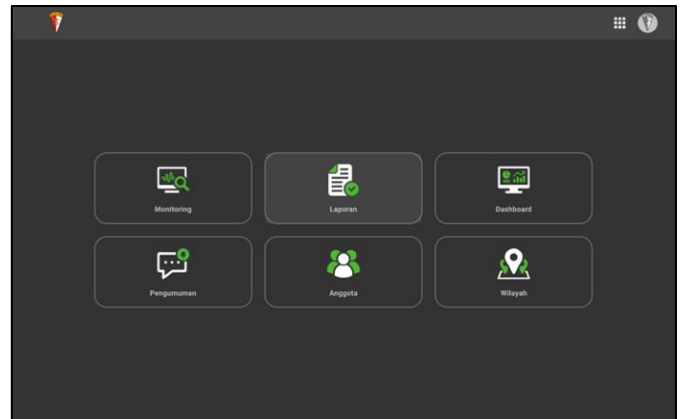 Monitoring
Laporan
Dashboard
Pengumuman
Anggota
Wilayah